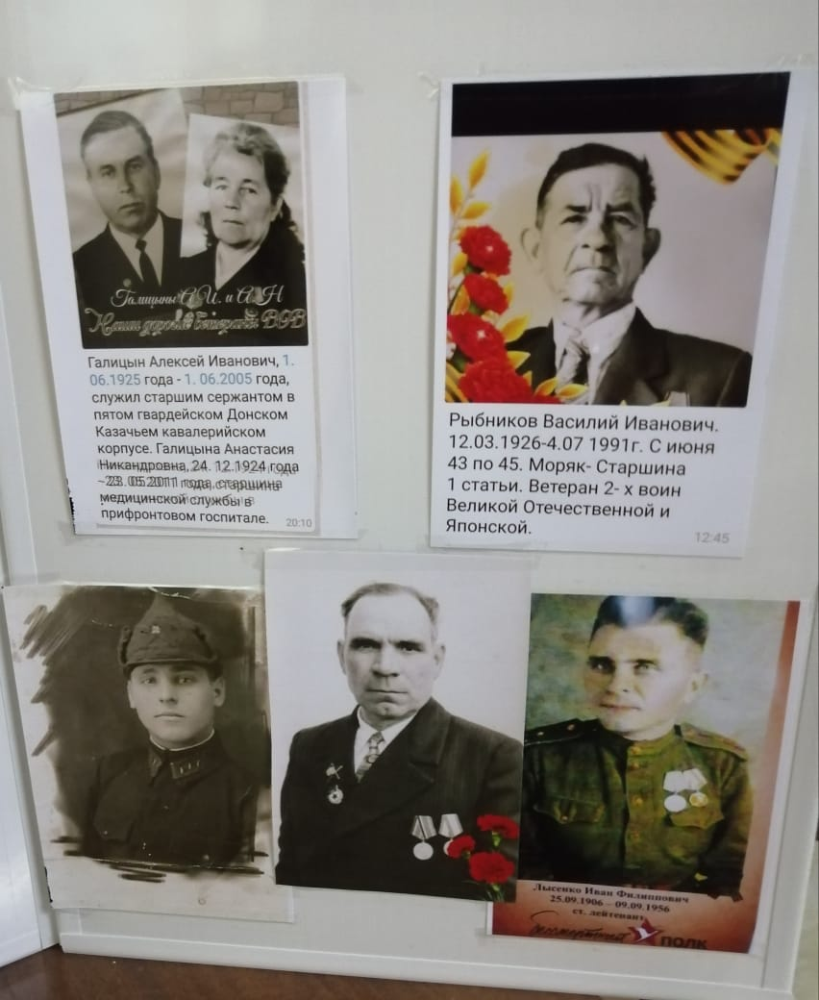 Галицыны А.И. и А.Н
Наши дорогие ветераны ВОВ
Галицын Алексей Иванович, 1.
06.1925 года - 1. 06.2005 года,
служил старшим сержантом в
пятом гвардейском Донском
Казачьем кавалерийском
корпусе. Галицына Анастасия
Никандровна, 24. 12.1924 года
23. 05.2011 года, старшина
медицинской службы в
прифронтовом госпитале.
20:10
Рыбников Василий Иванович.
12.03.1926-4.07 1991г. С июня
43 по 45. Моряк- Старшина
1 статьи. Ветеран 2- х воин
Великой Отечественной и
Японской.
12:45
Лысенко Иван Филиппович
25.09.1906 – 09.09.1956
ст. лейтенант
бессмертный ПОЛК